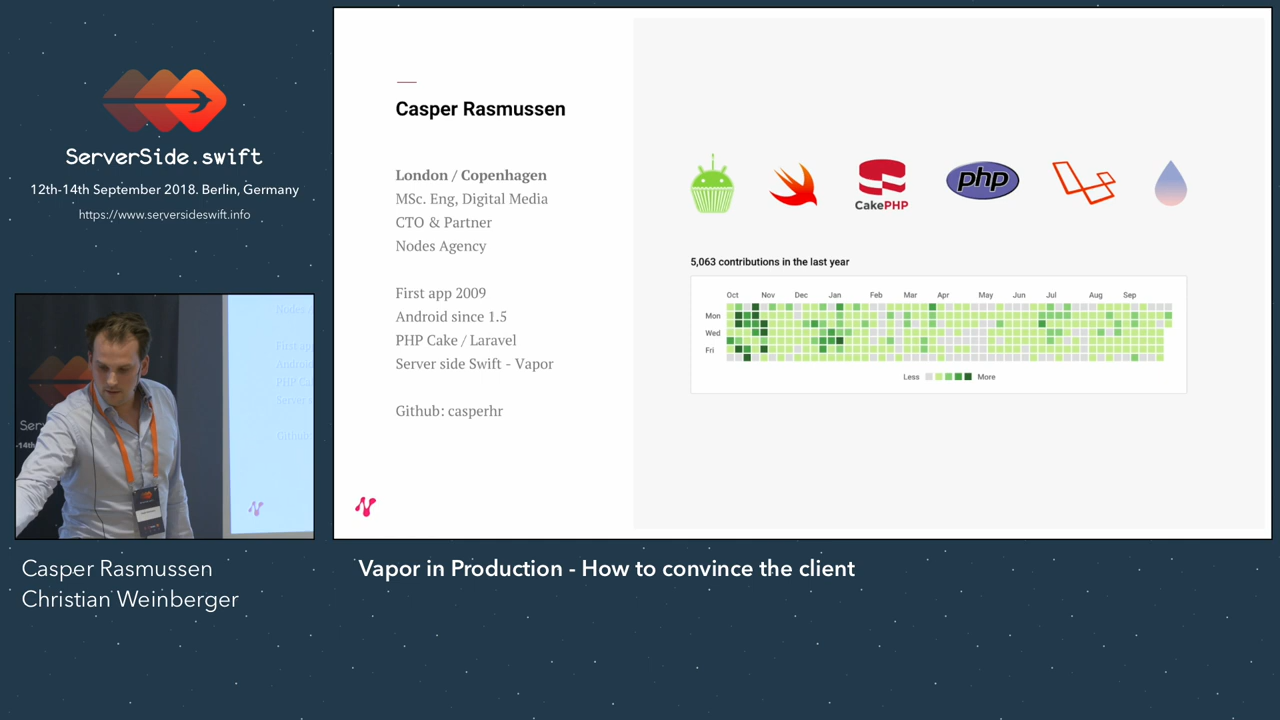 ServerSide.swift
12th-14th September 2018. Berlin, Germany
https://www.serversideswift.info
Casper Rasmussen
London / Copenhagen
MSc. Eng, Digital Media
CTO & Partner
Nodes Agency
First app 2009
Android since 1.5
PHP Cake / Laravel
Server side Swift - Vapor
Github: casperhr
CakePHP
php
5,063 contributions in the last year
Oct Nov Dec Jan Feb Mar Apr May Jun Jul Aug Sep
Mon
Wed
Fri
Less More
Casper Rasmussen
Christian Weinberger
Vapor in Production - How to convince the client